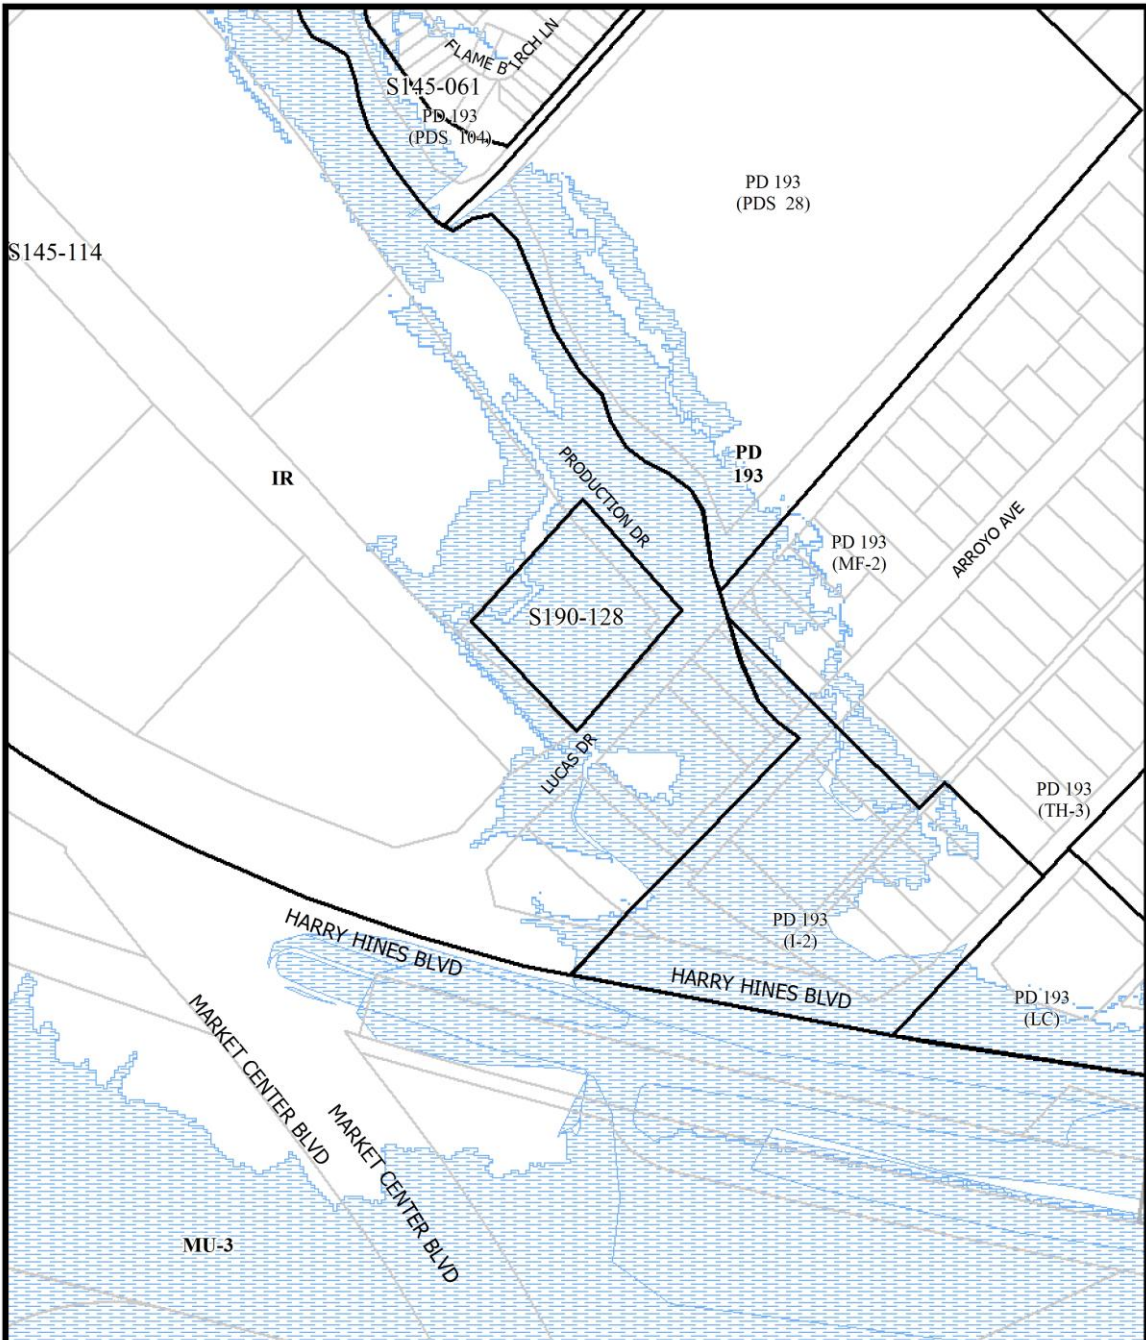 FLAME BIRCH LN
S145-061
PD 193
(PDS 104)
PD 193
(PDS 28)
S145-114
PD
193
IR
PRODUCTION DR
ARROYO AVE
PD 193
(MF-2)
S190-128
LUCAS DR
PD 193
(TH-3)
PD 193
(I-2)
HARRY HINES BLVD
HARRY HINES BLVD
PD 193
(LC)
MARKET CENTER BLVD
MARKET CENTER BLVD
MU-3